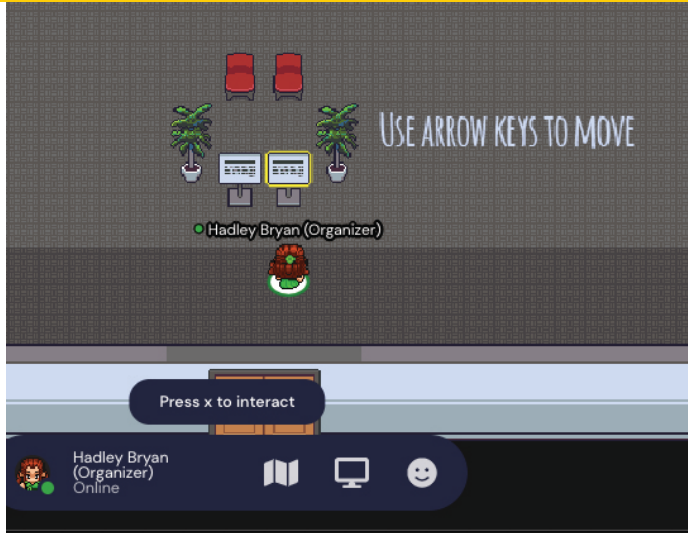 USE ARROW KEYS TO MOVE
Hadley Bryan (Organizer)
Press x to interact
Hadley Bryan
(Organizer)
Online